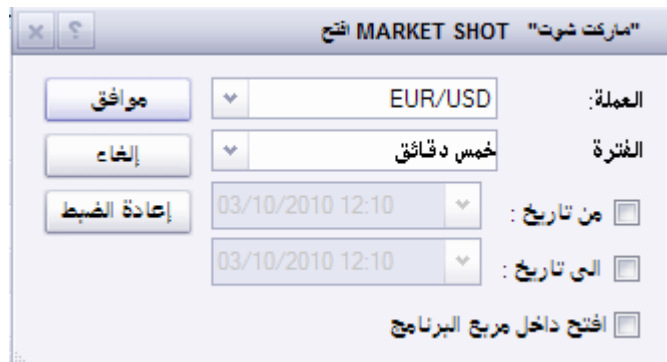 "ماركت شوت" MARKET SHOT افتح
العملة: EUR/USD موافق
الفترة خمس دقائق إلغاء
من تاريخ : 03/10/2010 12:10 إعادة الضبط
الى تاريخ : 03/10/2010 12:10
افتح داخل مربع البرنامج